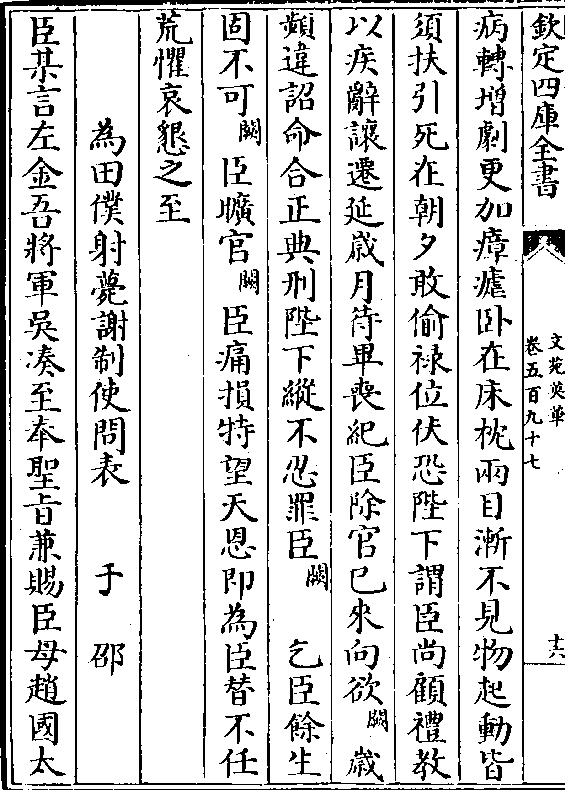 欽定四庫全書
文苑英華
卷五百九十七
十六
病轉增劇更加瘴瘧卧在床枕兩目漸不見物起動皆
須扶引死在朝夕敢偷禄位伏恐陛下謂臣尚顧禮教
以疾辭讓遷延歳月待畢喪紀臣除官已來向欲闕歳
頻違詔命合正典刑陛下縱不忍罪臣闕 乞臣餘生
固不可闕臣曠官闕臣痛損特望天恩即為臣替不任
荒懼哀懇之至
為田僕射薨謝制使問表 于邵
臣某言左金吾將軍吳湊至奉聖旨兼賜臣母趙國太